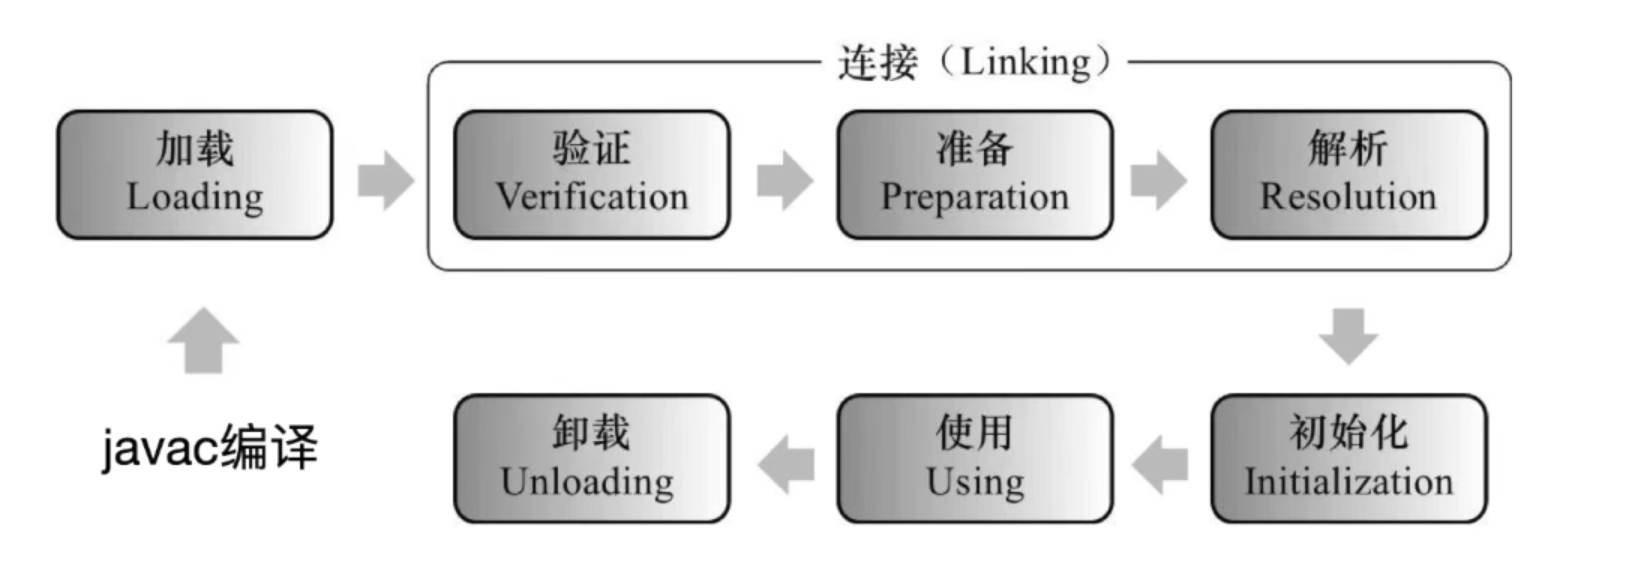 连接（Linking）
加载
Loading
验证
Verification
准备
Preparation
解析
Resolution
javac编译
卸载
Unloading
使用
Using
初始化
Initialization